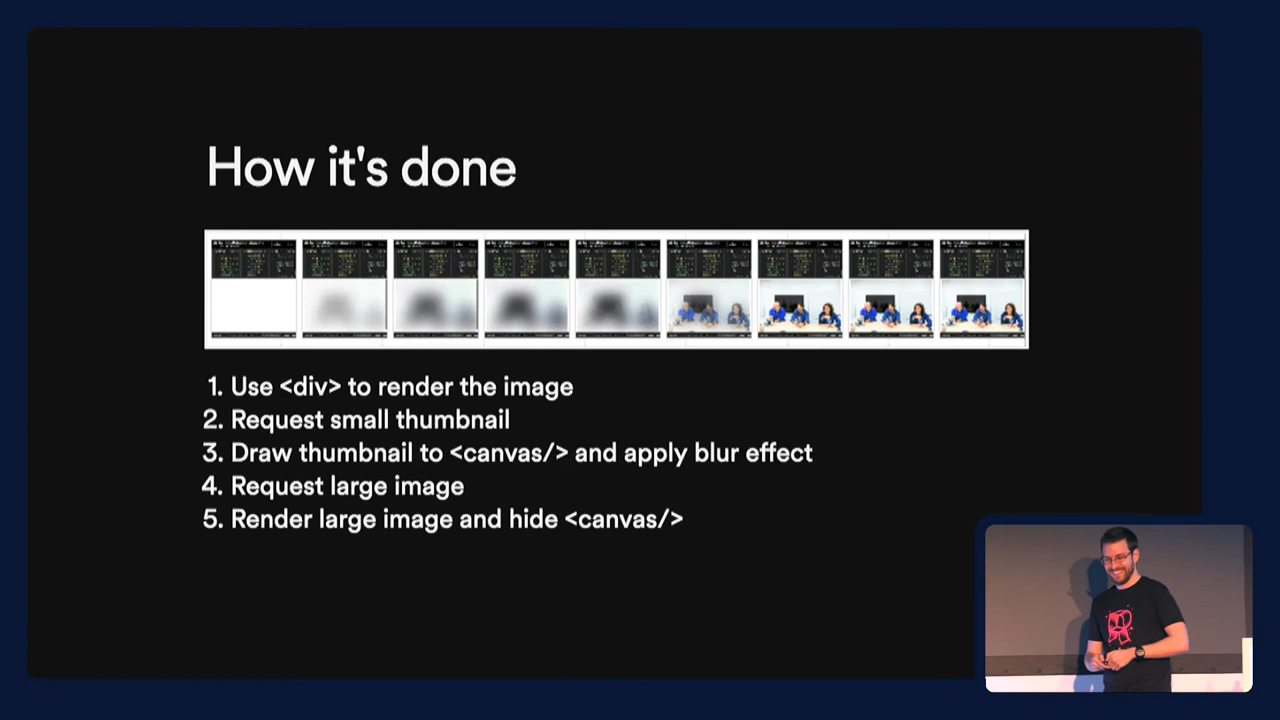 How it's done
1. Use <div> to render the image
2. Request small thumbnail
3. Draw thumbnail to <canvas/> and apply blur effect
4. Request large image
5. Render large image and hide <canvas/>